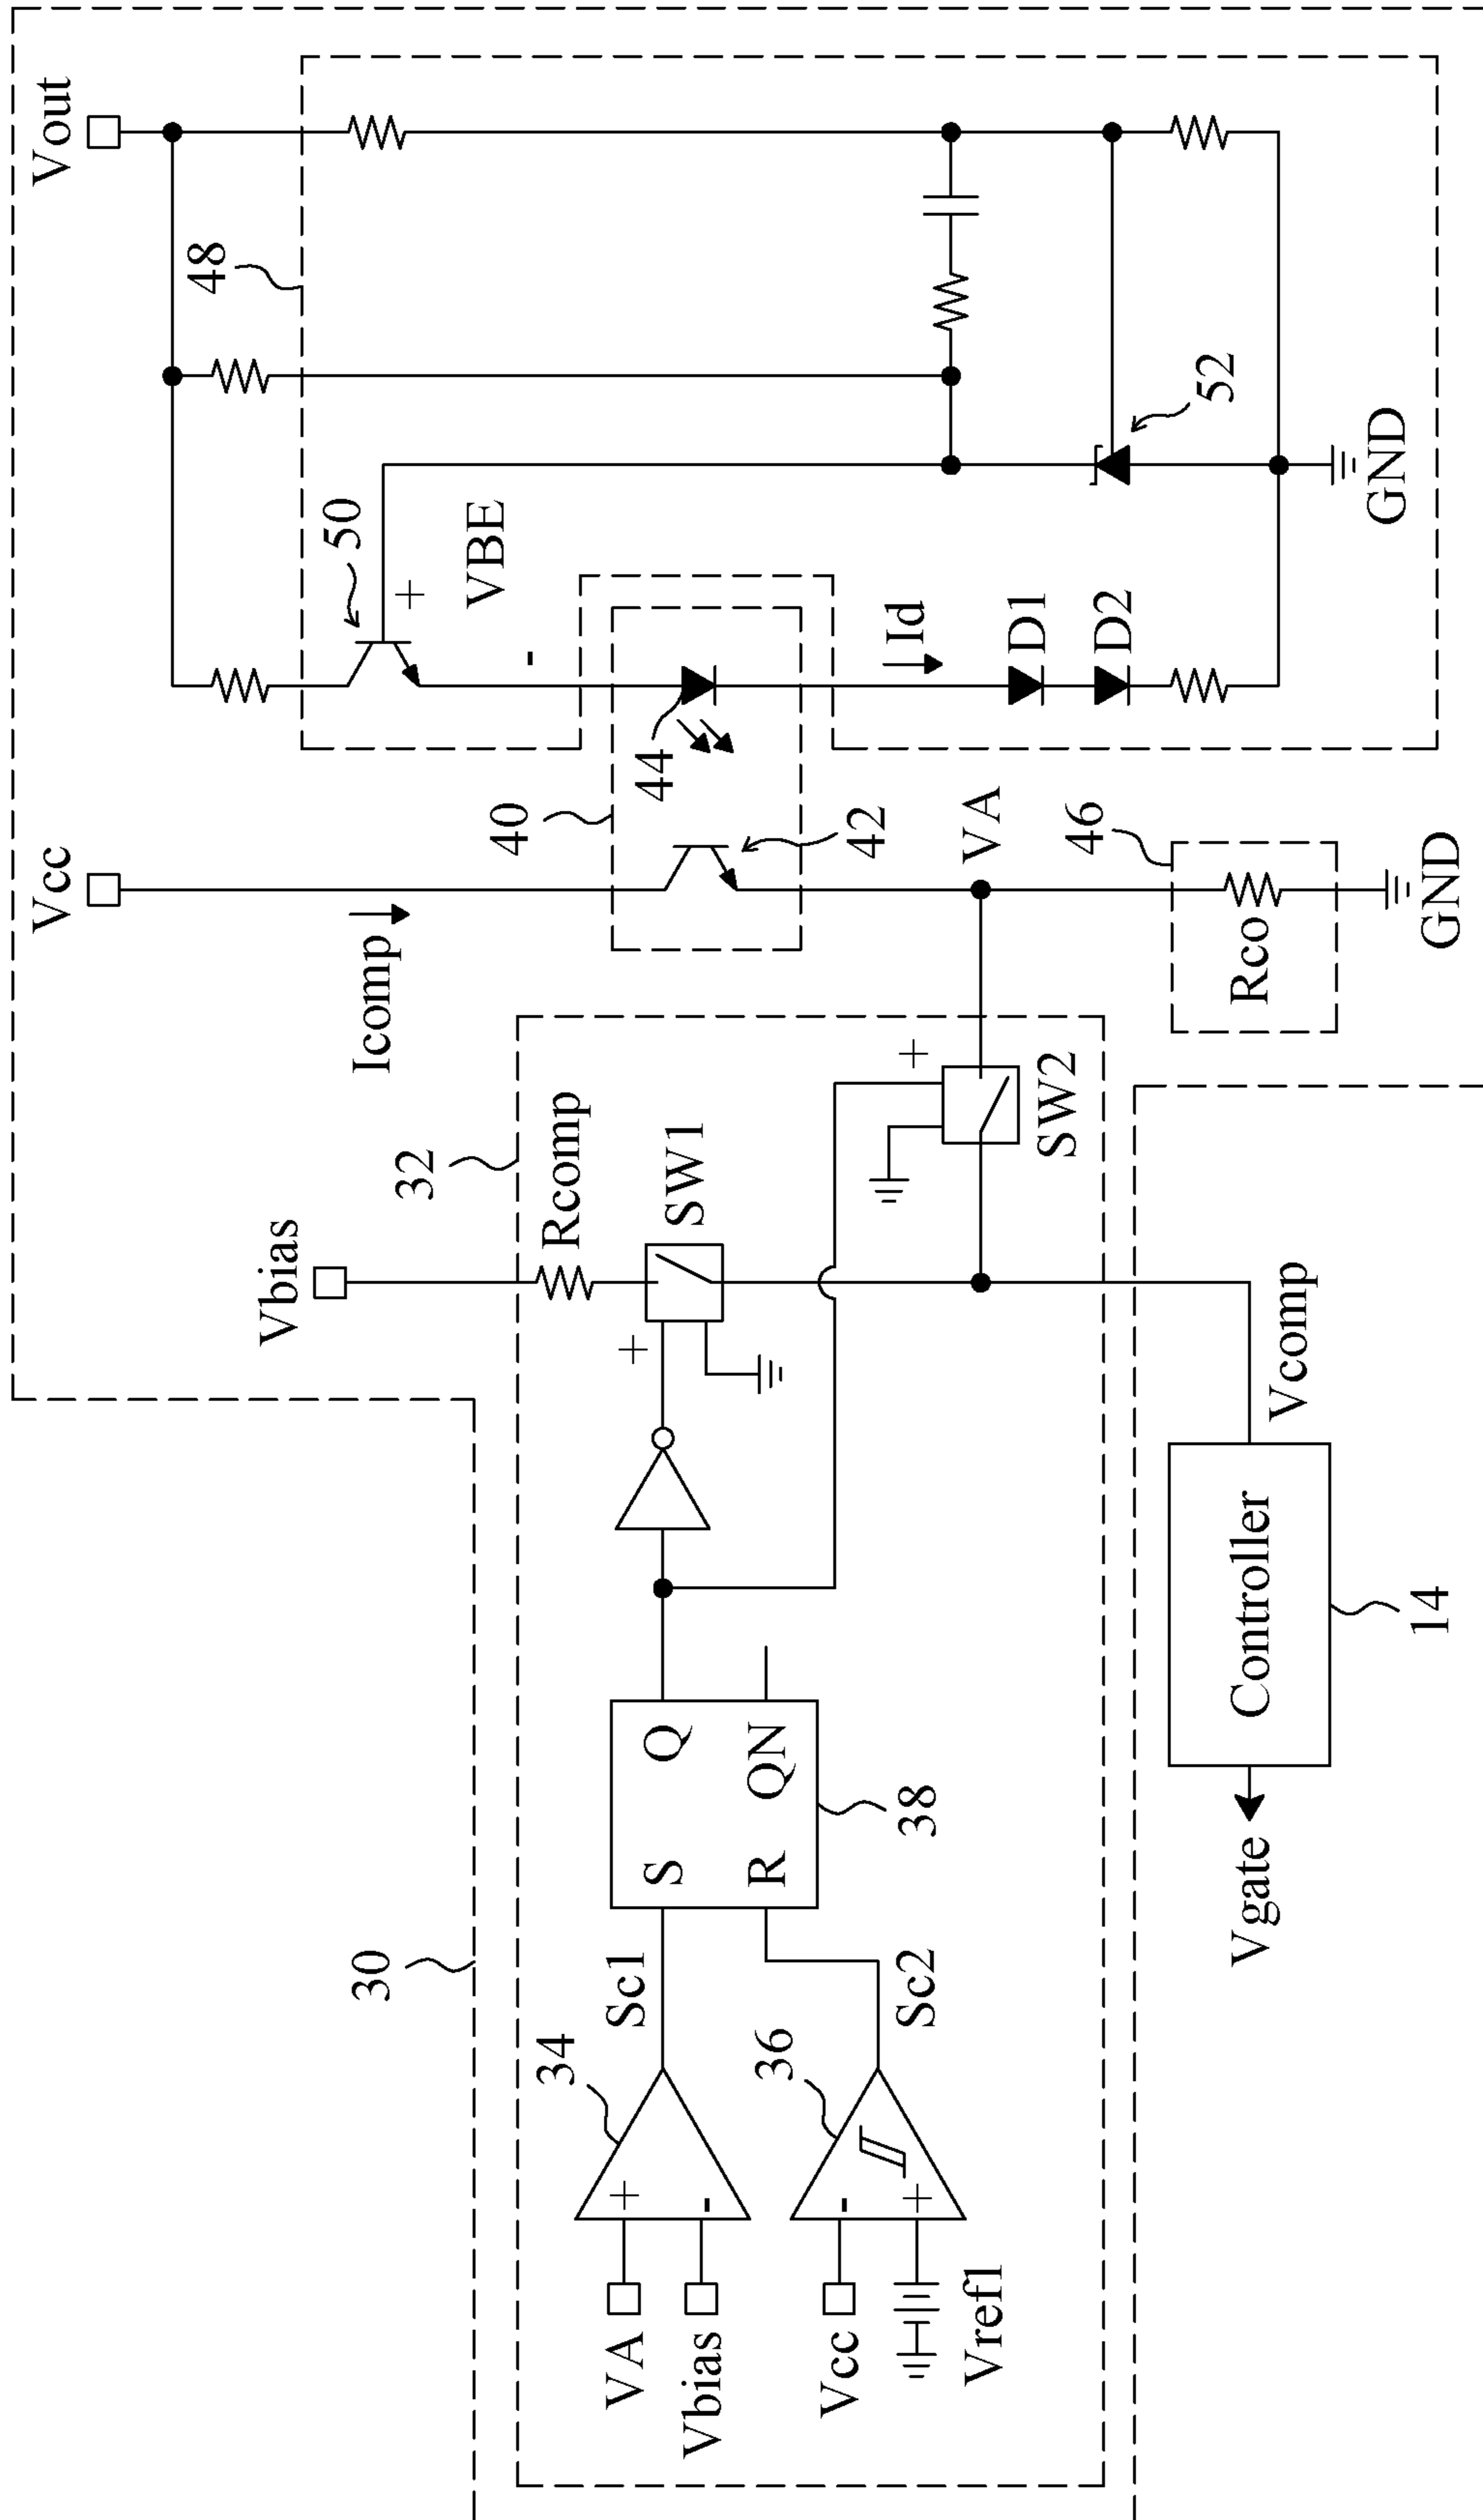 Vout
Vcc
48
50
+
VBE
-
44
40
42
Id
D1
D2
52
GND
Icomp
VA
46
Rco
GND
Vbias
32
Rcomp
SW1
+
+
SW2
Vcomp
30
34
Sc1
S
Q
R
QN
38
36
Sc2
+
-
-
+
VA
Vbias
Vcc
Vref1
Controller
14
Vgate